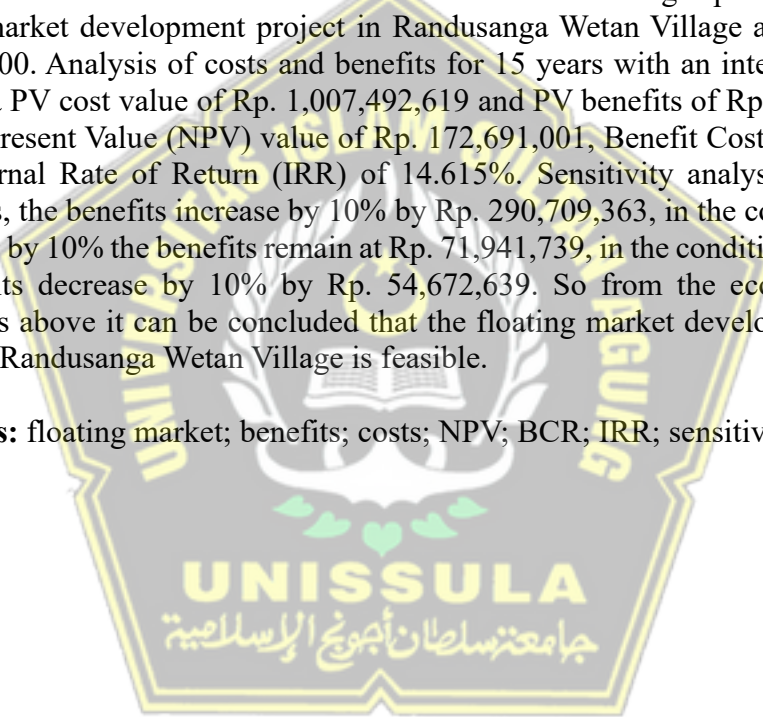 market development project in Randusanga Wetan Village a
00. Analysis of costs and benefits for 15 years with an inte
PV cost value of Rp. 1,007,492,619 and PV benefits of Rp
resent Value (NPV) value of Rp. 172,691,001, Benefit Cost
rnal Rate of Return (IRR) of 14.615%. Sensitivity analys
s, the benefits increase by 10% by Rp. 290,709,363, in the co
by 10% the benefits remain at Rp. 71,941,739, in the conditi
ts decrease by 10% by Rp. 54,672,639. So from the eco
s above it can be concluded that the floating market develo
Randusanga Wetan Village is feasible.
s: floating market; benefits; costs; NPV; BCR; IRR; sensitiv
UNIVERSITAS ISLAM SULTAN AGUNG
UNISSULA
جامعتنسلطان أجونج الإسلامية